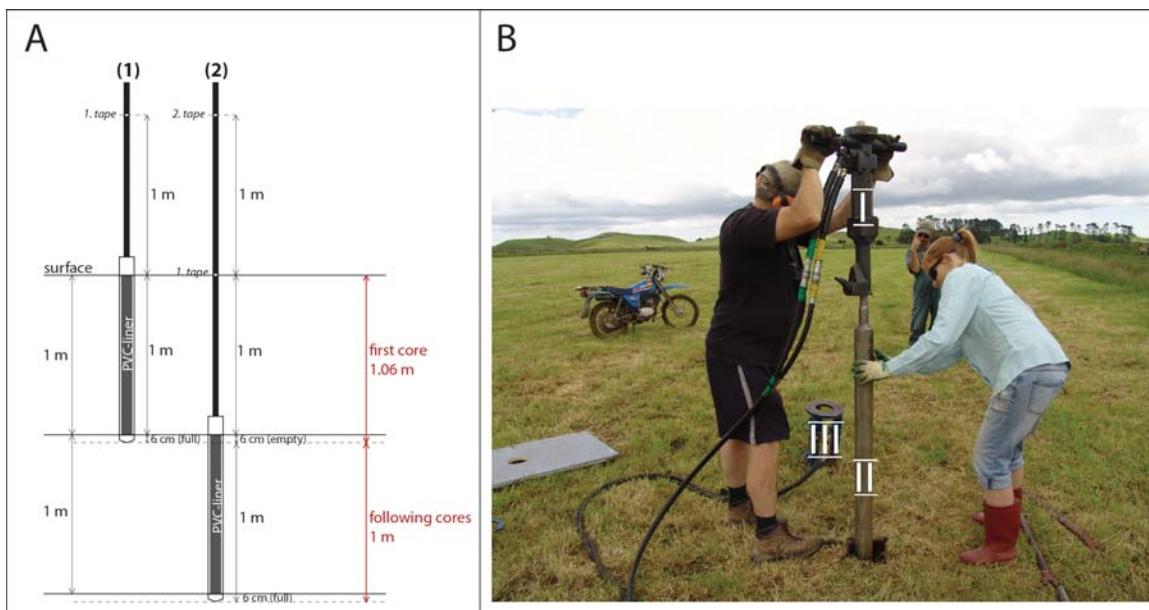 A
(1)
(2)
1. tape
2. tape
1 m
1 m
surface
1. tape
1 m
PVC-liner
1 m
1 m
first core
1.06 m
6 cm (full)
6 cm (empty)
1 m
PVC-liner
1 m
following cores
1 m
6 cm (full)
B
I
II
III